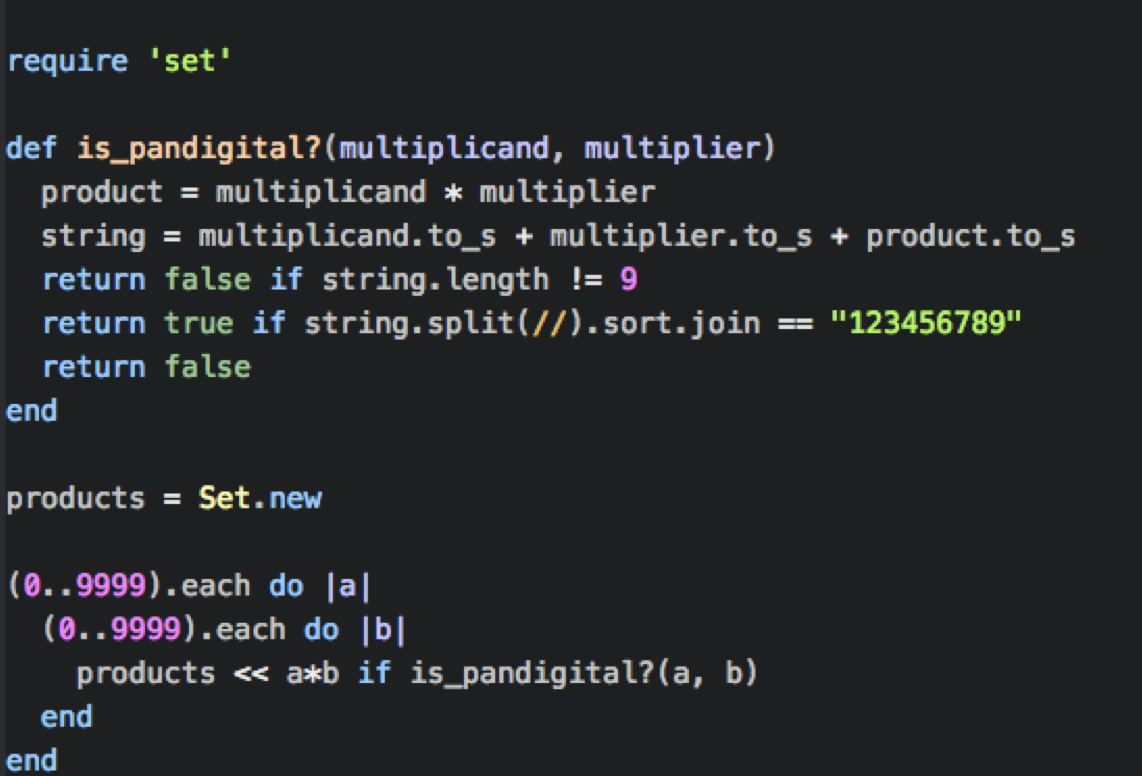 require 'set'
def is_pandigital?(multiplicand, multiplier)
  product = multiplicand * multiplier
  string = multiplicand.to_s + multiplier.to_s + product.to_s
  return false if string.length != 9
  return true if string.split(//).sort.join == "123456789"
  return false
end
products = Set.new
(0..9999).each do |a|
  (0..9999).each do |b|
    products << a*b if is_pandigital?(a, b)
  end
end